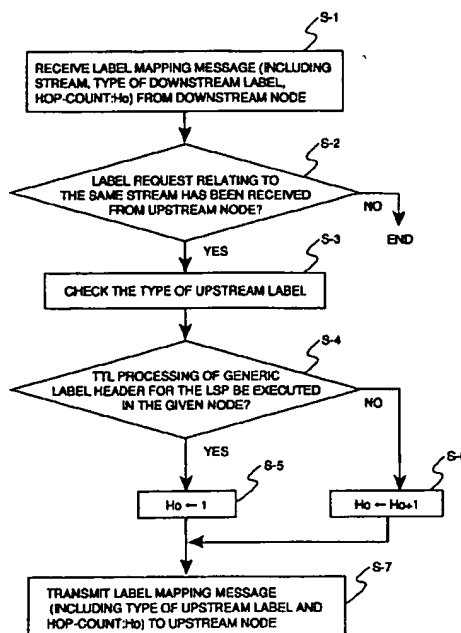 S-1
RECEIVE LABEL MAPPING MESSAGE (INCLUDING
STREAM, TYPE OF DOWNSTREAM LABEL,
HOP-COUNT:Ho) FROM DOWNSTREAM NODE
S-2
LABEL REQUEST RELATING TO
THE SAME STREAM HAS BEEN RECEIVED
FROM UPSTREAM NODE?
NO
END
YES
S-3
CHECK THE TYPE OF UPSTREAM LABEL
S-4
TTL PROCESSING OF GENERIC
LABEL HEADER FOR THE LSP BE EXECUTED
IN THE GIVEN NODE?
NO
YES
S-5
Ho ← 1
Ho ← Ho+1
S-7
TRANSMIT LABEL MAPPING MESSAGE
(INCLUDING TYPE OF UPSTREAM LABEL AND
HOP-COUNT:Ho) TO UPSTREAM NODE